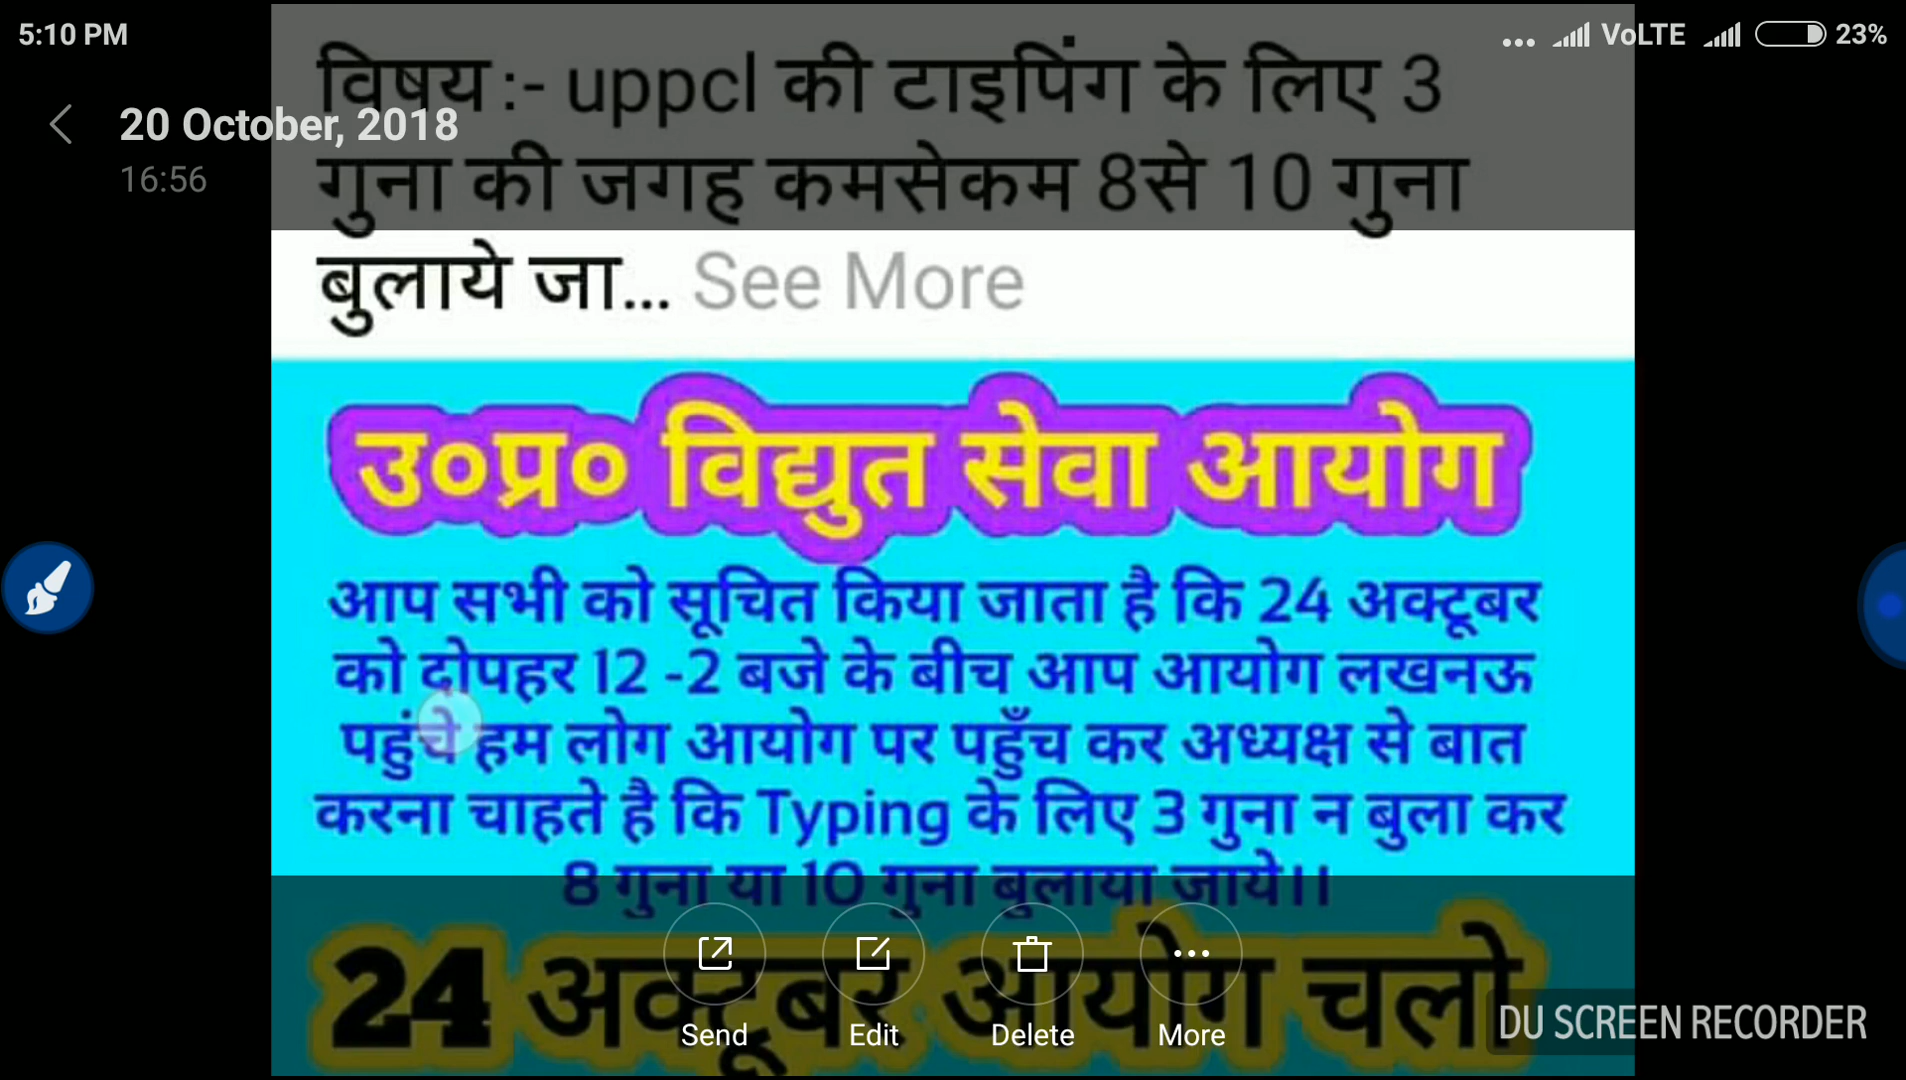 5:10 PM
... VoLTE 23%
20 October, 2018
16:56
विषय :- uppcl की टाइपिंग के लिए 3
गुना की जगह कमसेकम 8से 10 गुना
बुलाये जा... See More
उ०प्र० विद्युत सेवा आयोग
आप सभी को सूचित किया जाता है कि 24 अक्टूबर
को दोपहर 12 -2 बजे के बीच आप आयोग लखनऊ
पहुंचे हम लोग आयोग पर पहुँच कर अध्यक्ष से बात
करना चाहते है कि Typing के लिए 3 गुना न बुला कर
8 गुना या 10 गुना बुलाया जाये।।
24 अक्टूबर आयोग चलो
Send Edit Delete More
DU SCREEN RECORDER